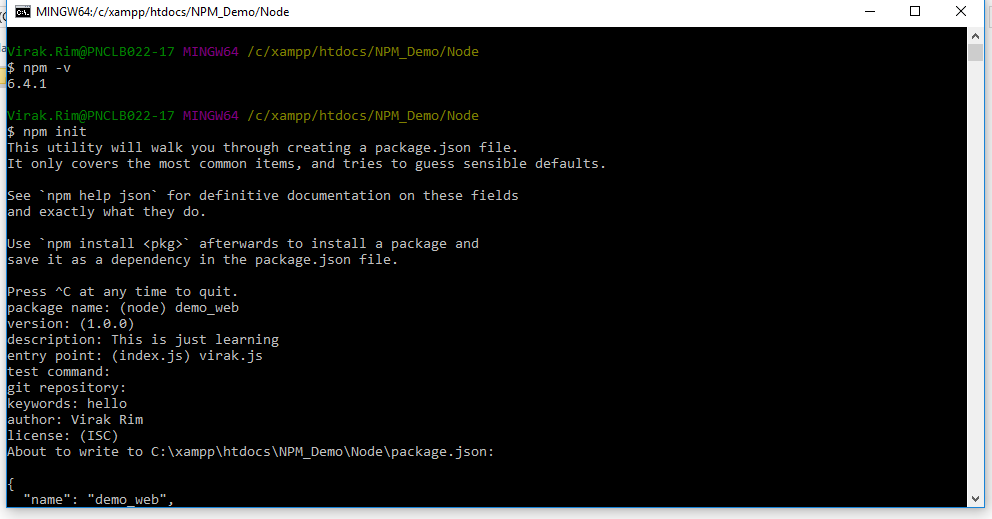 MINGW64:/c/xampp/htdocs/NPM_Demo/Node
Virak.Rim@PNCLB022-17 MINGW64 /c/xampp/htdocs/NPM_Demo/Node
$ npm -v
6.4.1
Virak.Rim@PNCLB022-17 MINGW64 /c/xampp/htdocs/NPM_Demo/Node
$ npm init
This utility will walk you through creating a package.json file.
It only covers the most common items, and tries to guess sensible defaults.
See `npm help json` for definitive documentation on these fields
and exactly what they do.
Use `npm install <pkg>` afterwards to install a package and
save it as a dependency in the package.json file.
Press ^C at any time to quit.
package name: (node) demo_web
version: (1.0.0)
description: This is just learning
entry point: (index.js) virak.js
test command:
git repository:
keywords: hello
author: Virak Rim
license: (ISC)
About to write to C:\xampp\htdocs\NPM_Demo\Node\package.json:
{
"name": "demo_web",